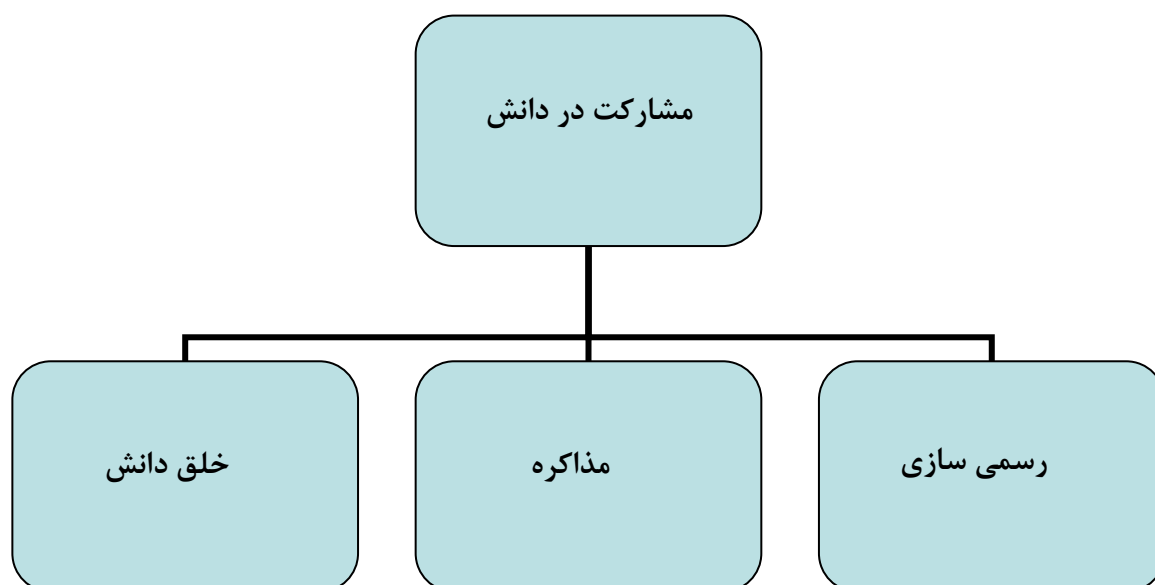 مشارکت در دانش
رسمی سازی
مذاکره
خلق دانش